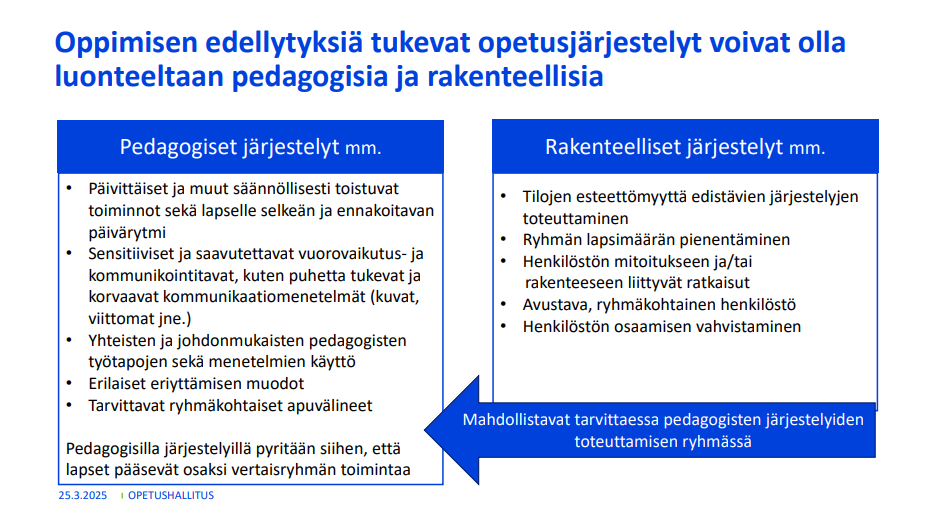 Oppimisen edellytyksiä tukevat opetusjärjestelyt voivat olla
luonteeltaan pedagogisia ja rakenteellisia
Pedagogiset järjestelyt mm.
• Päivittäiset ja muut säännöllisesti toistuvat
toiminnot sekä lapselle selkeän ja ennakoitavan
päivärytmi
• Sensitiiviset ja saavutettavat vuorovaikutus- ja
kommunikointitavat, kuten puhetta tukevat ja
korvaavat kommunikaatiomenetelmät (kuvat,
viittomat jne.)
• Yhteisten ja johdonmukaisten pedagogisten
työtapojen sekä menetelmien käyttö
• Erilaiset eriyttämisen muodot
• Tarvittavat ryhmäkohtaiset apuvälineet
Pedagogisilla järjestelyillä pyritään siihen, että
lapset pääsevät osaksi vertaisryhmän toimintaa
Rakenteelliset järjestelyt mm.
• Tilojen esteettömyyttä edistävien järjestelyjen
toteuttaminen
• Ryhmän lapsimäärän pienentäminen
• Henkilöstön mitoitukseen ja/tai
rakenteeseen liittyvät ratkaisut
• Avustava, ryhmäkohtainen henkilöstö
• Henkilöstön osaamisen vahvistaminen
Mahdollistavat tarvittaessa pedagogisten järjestelyiden
toteuttamisen ryhmässä
25.3.2025 | OPETUSHALLITUS